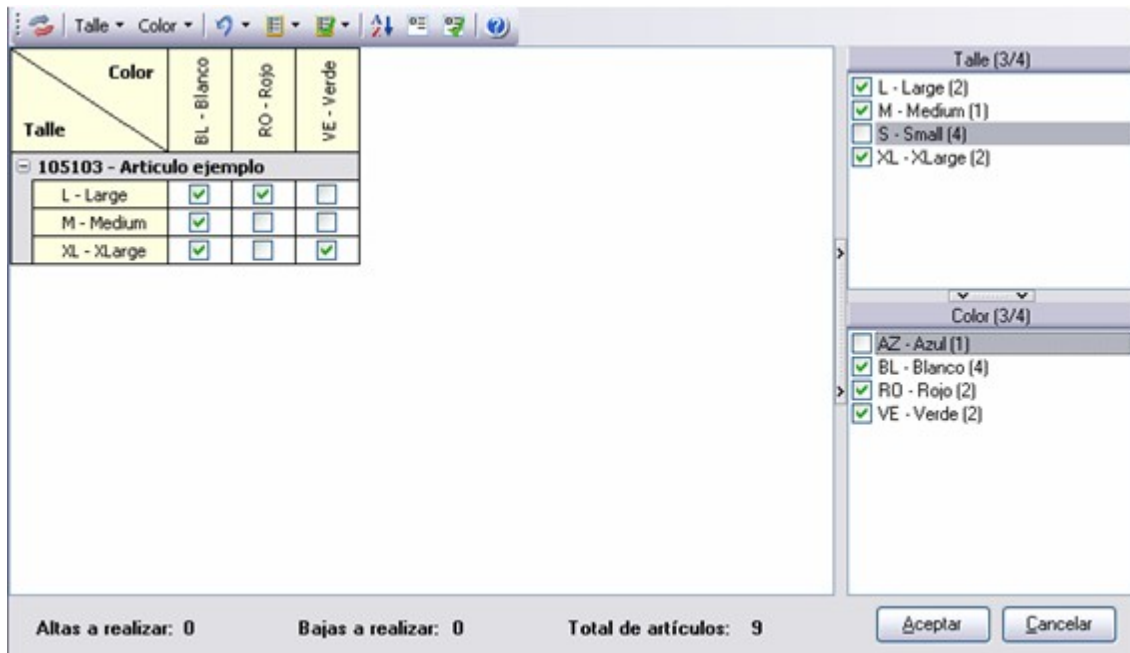 Talle Color
Color
Talle
BL - Blanco
RO - Rojo
VE - Verde
105103 - Articulo ejemplo
L - Large
M - Medium
XL - XLarge
Talle (3/4)
L - Large (2)
M - Medium (1)
S - Small (4)
XL - XLarge (2)
Color (3/4)
AZ - Azul (1)
BL - Blanco (4)
RO - Rojo (2)
VE - Verde (2)
Altas a realizar: 0 Bajas a realizar: 0 Total de artículos: 9
Aceptar Cancelar